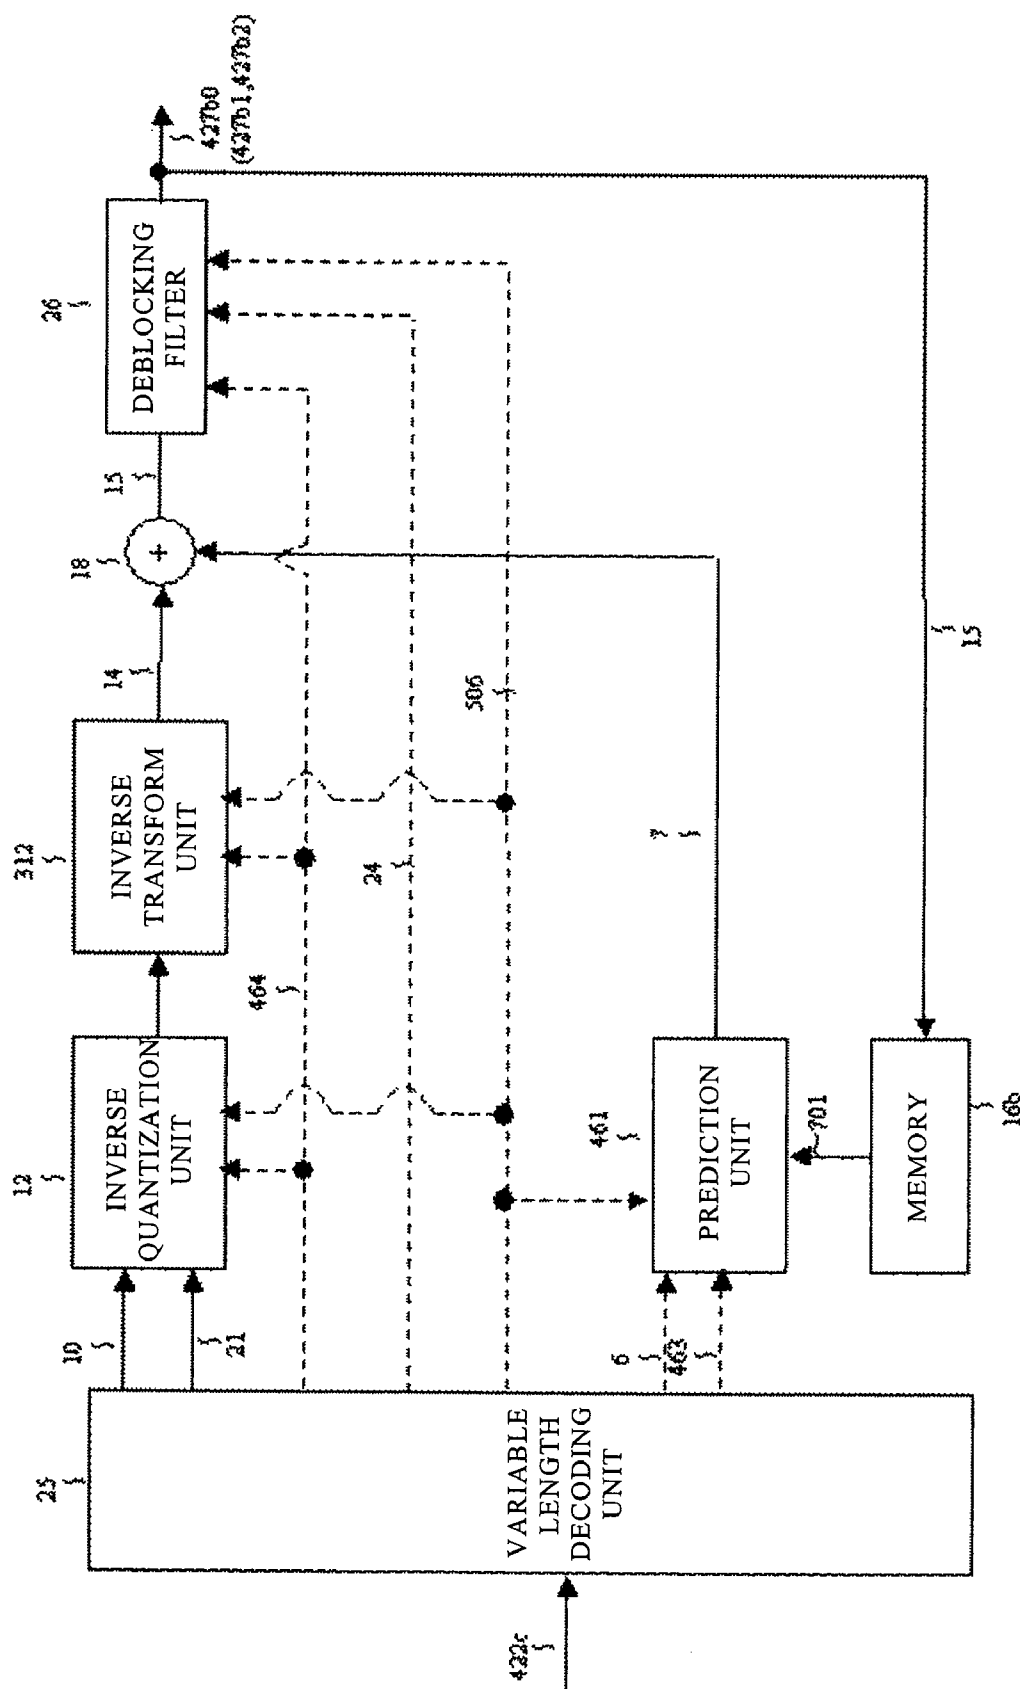 422c
25
VARIABLE
LENGTH
DECODING
UNIT
10
21
6
463
12
INVERSE
QUANTIZATION
UNIT
464
24
506
461
PREDICTION
UNIT
701
MEMORY
16b
312
INVERSE
TRANSFORM
UNIT
14
7
18
+
15
26
DEBLOCKING
FILTER
15
427b0
(427b1,427b2)